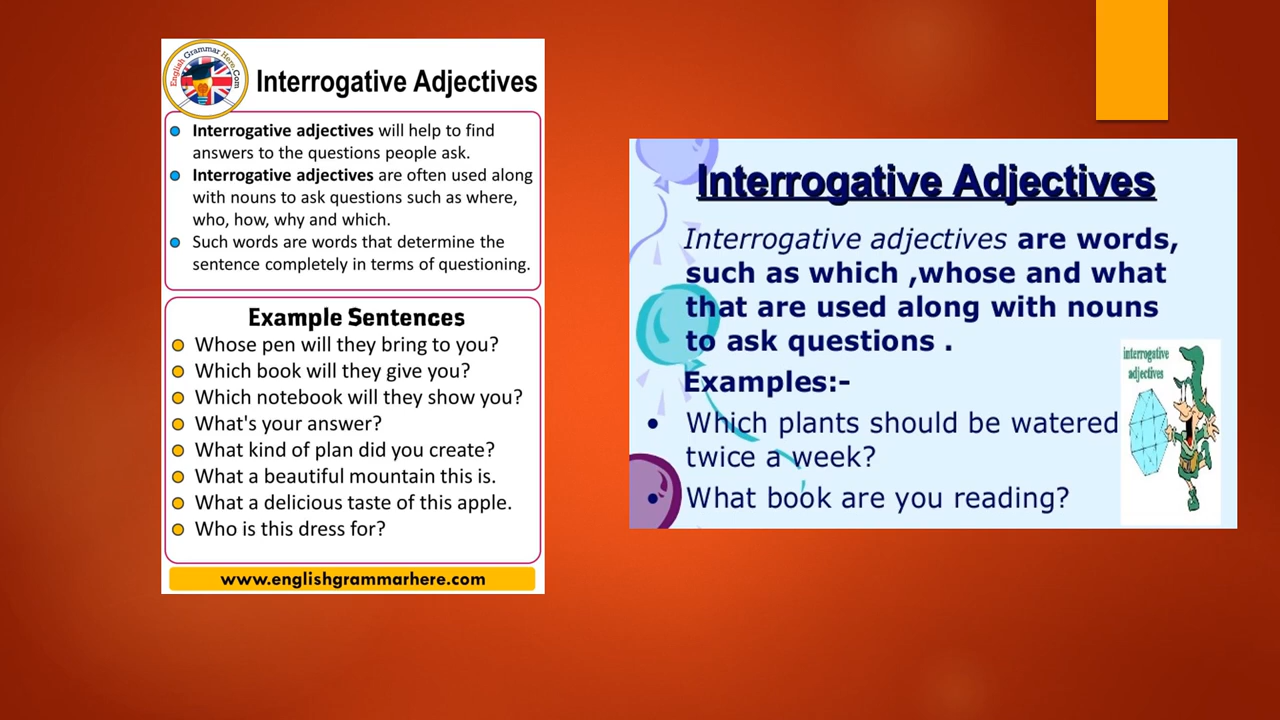 English Grammar Here.Com
Interrogative Adjectives
Interrogative adjectives will help to find
answers to the questions people ask.
Interrogative adjectives are often used along
with nouns to ask questions such as where,
who, how, why and which.
Such words are words that determine the
sentence completely in terms of questioning.
Example Sentences
Whose pen will they bring to you?
Which book will they give you?
Which notebook will they show you?
What's your answer?
What kind of plan did you create?
What a beautiful mountain this is.
What a delicious taste of this apple.
Who is this dress for?
www.englishgrammarhere.com
Interrogative Adjectives
Interrogative adjectives are words,
such as which ,whose and what
that are used along with nouns
to ask questions .
Examples:-
• Which plants should be watered
twice a week?
• What book are you reading?
interrogative
adjectives